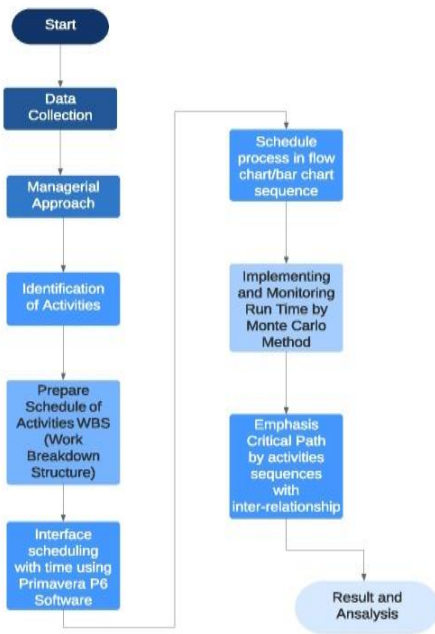 Start
Data
Collection
Managerial
Approach
Identification
of Activities
Prepare
Schedule of
Activities WBS
(Work
Breakdown
Structure)
Interface
scheduling
with time using
Primavera P6
Software
Schedule
process in flow
chart/bar chart
sequence
Implementing
and Monitoring
Run Time by
Monte Carlo
Method
Emphasis
Critical Path
by activities
sequences
with
inter-relationship
Result and
Ansalysis